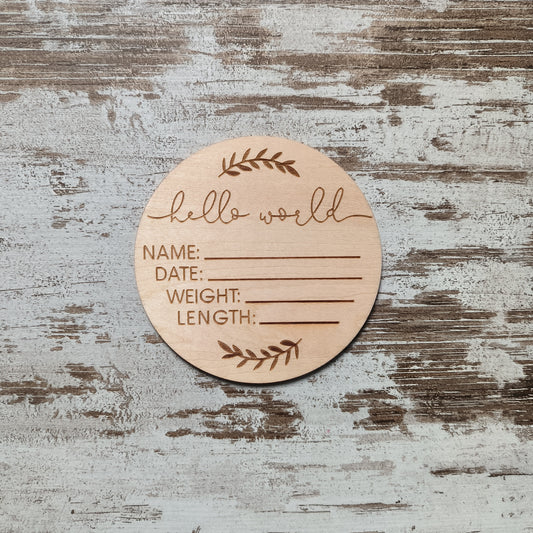 hello world
NAME:
DATE:
WEIGHT:
LENGTH: